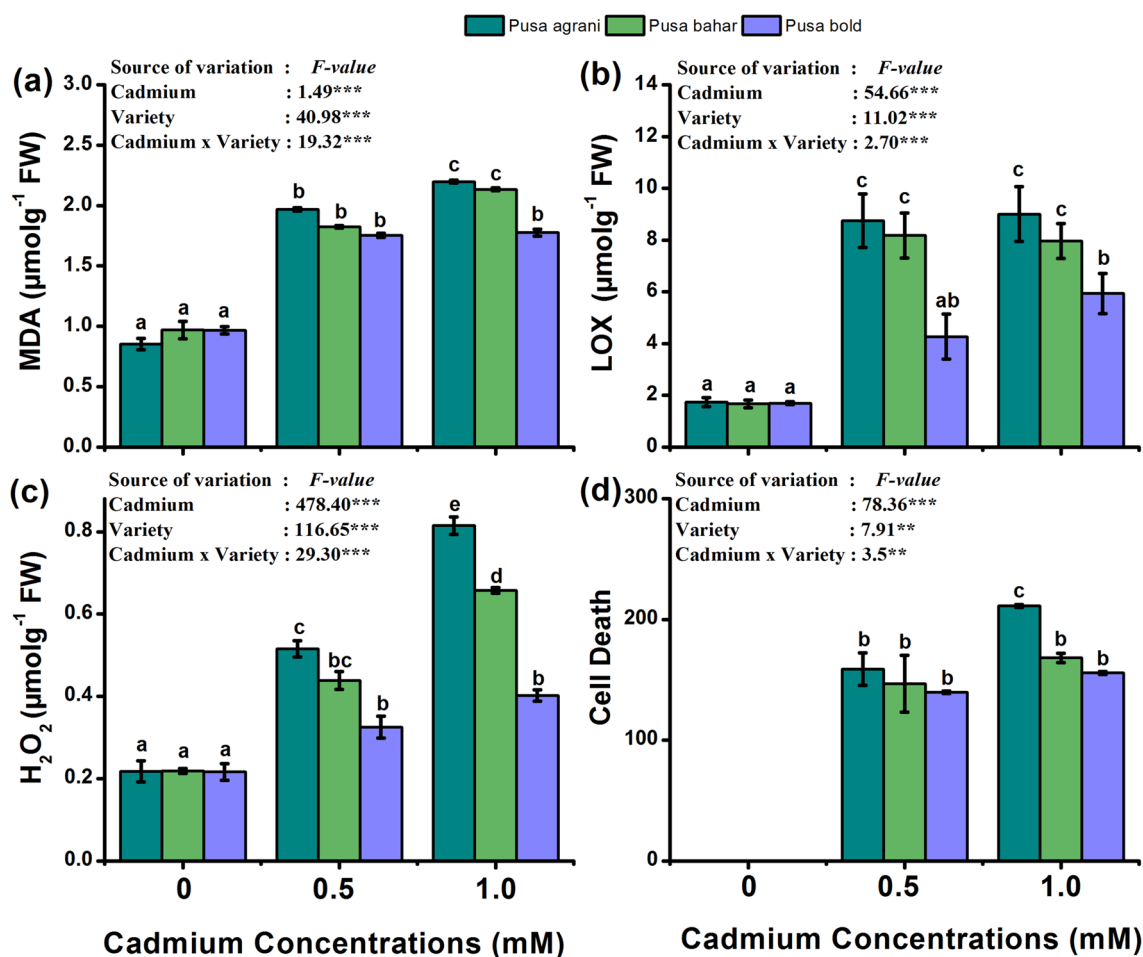 Pusa agrani Pusa bahar Pusa bold
(a)
Source of variation : F-value
Cadmium : 1.49***
Variety : 40.98***
Cadmium x Variety : 19.32***
MDA (µmolg⁻¹ FW)
3.0
2.5
2.0
1.5
1.0
0.5
0.0
a a a
b b b
c c b
(b)
Source of variation : F-value
Cadmium : 54.66***
Variety : 11.02***
Cadmium x Variety : 2.70***
LOX (µmolg⁻¹ FW)
14
12
10
8
6
4
2
0
a a a
c c ab
c c b
(c)
Source of variation : F-value
Cadmium : 478.40***
Variety : 116.65***
Cadmium x Variety : 29.30***
H₂O₂ (µmolg⁻¹ FW)
0.8
0.6
0.4
0.2
0.0
a a a
c bc b
e d b
0 0.5 1.0
Cadmium Concentrations (mM)
(d)
Source of variation : F-value
Cadmium : 78.36***
Variety : 7.91**
Cadmium x Variety : 3.5**
Cell Death
300
200
100
0
b b b
c b b
0 0.5 1.0
Cadmium Concentrations (mM)